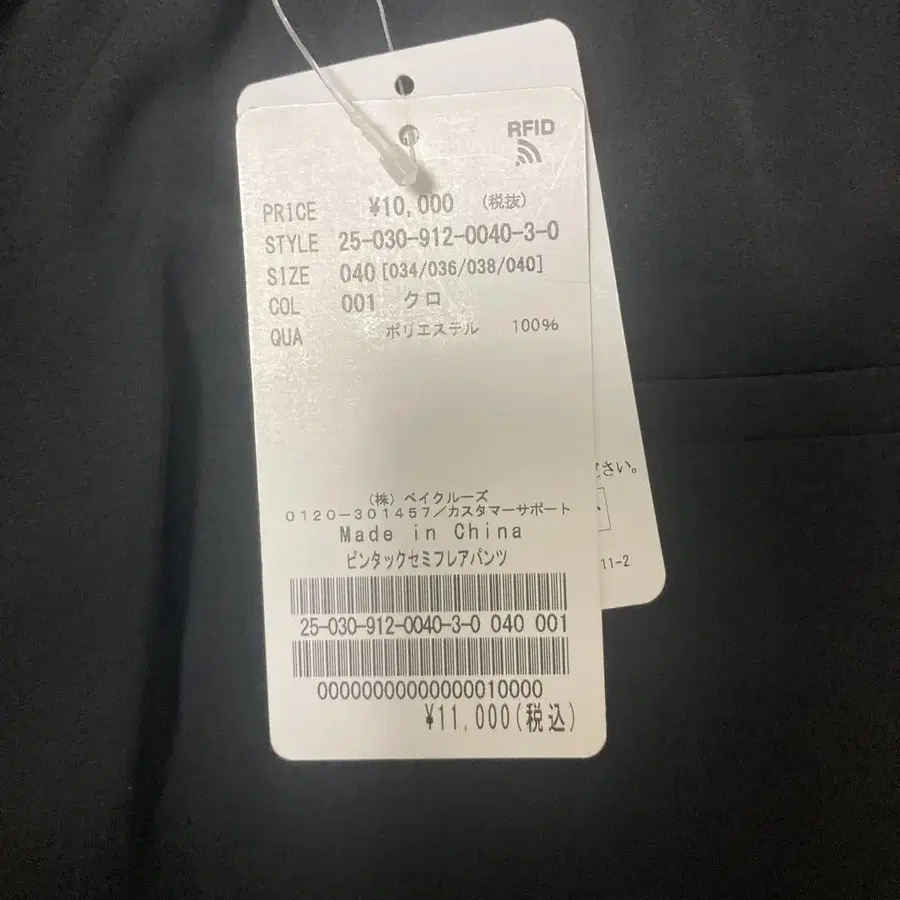 RFID
PRICE ¥10,000 (税抜)
STYLE 25-030-912-0040-3-0
SIZE 040 [034/036/038/040]
COL 001 クロ
QUA ポリエステル 100%
(株) ベイクルーズ
0120-301457/カスタマーサポート
Made in China
ピンタックセミフレアパンツ
25-030-912-0040-3-0 040 001
00000000000000010000
¥11,000(税込)
ださい。
11-2